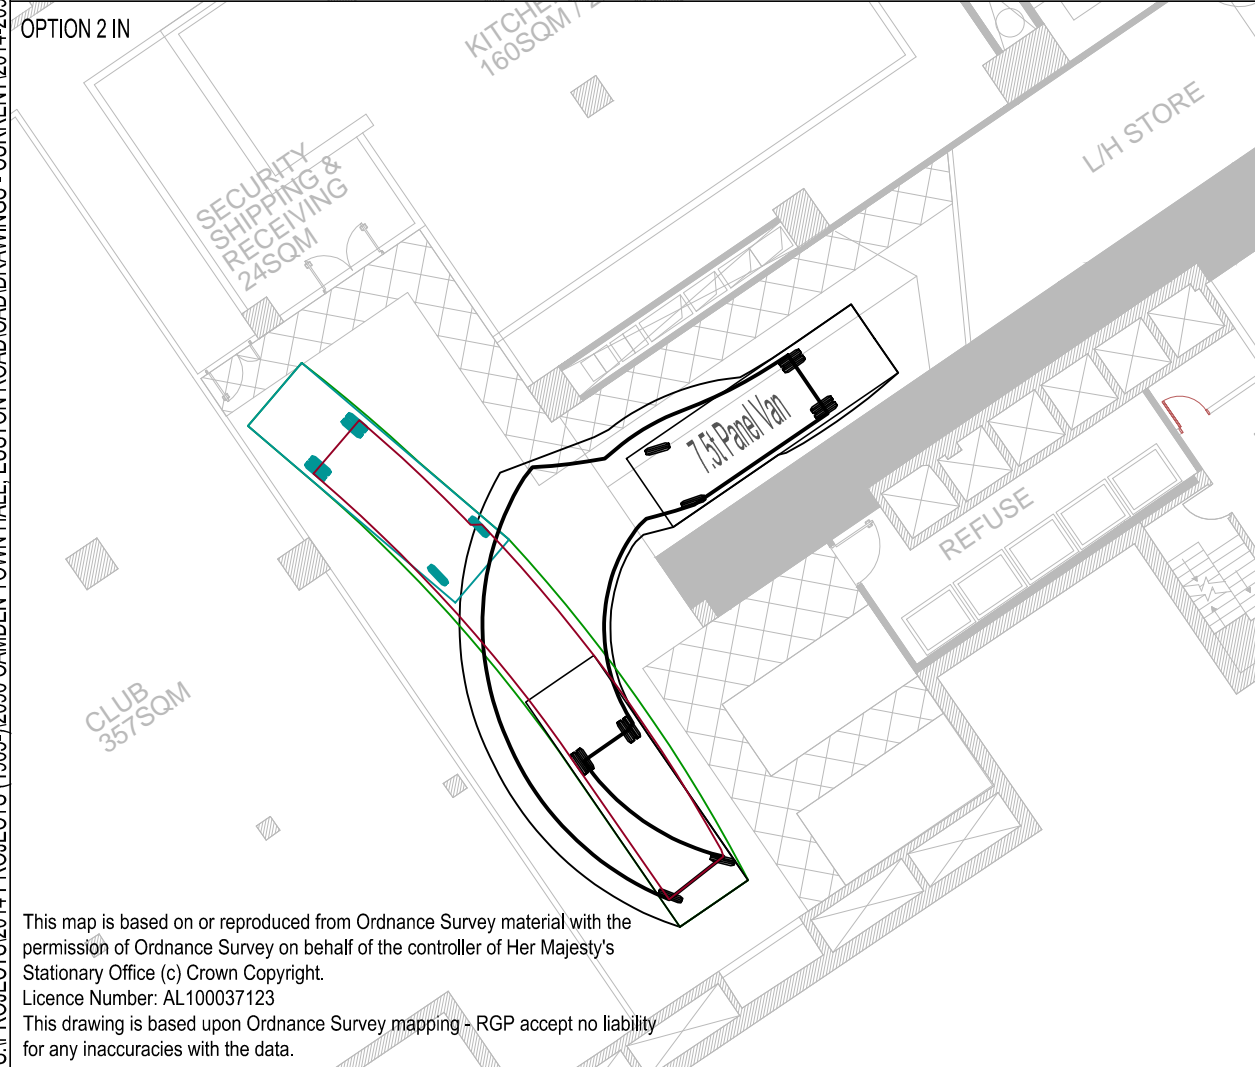 OPTION 2 IN
KITCHE
160SQM / 2
SECURITY
SHIPPING &
RECEIVING
24SQM
L/H STORE
7.5t Panel Van
REFUSE
CLUB
357SQM
This map is based on or reproduced from Ordnance Survey material with the
permission of Ordnance Survey on behalf of the controller of Her Majesty's
Stationary Office (c) Crown Copyright.
Licence Number: AL100037123
This drawing is based upon Ordnance Survey mapping - RGP accept no liability
for any inaccuracies with the data.